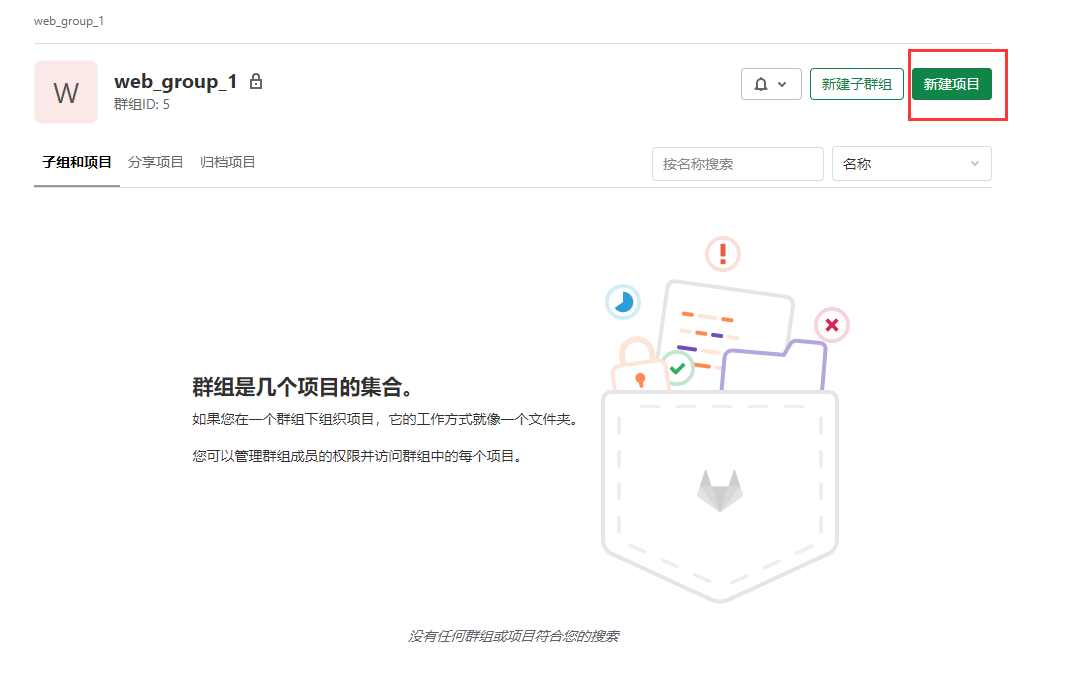 web_group_1
W
web_group_1
群组ID: 5
新建子群组
新建项目
子组和项目
分享项目
归档项目
按名称搜索
名称
群组是几个项目的集合。
如果您在一个群组下组织项目，它的工作方式就像一个文件夹。
您可以管理群组成员的权限并访问群组中的每个项目。
没有任何群组或项目符合您的搜索